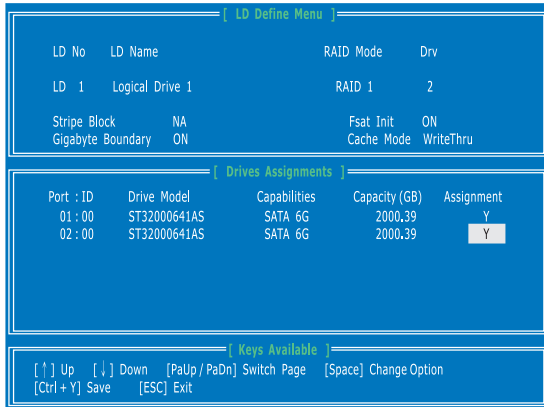 [ LD Define Menu ]
LD No LD Name RAID Mode Drv
LD 1 Logical Drive 1 RAID 1 2
Stripe Block NA Fsat Init ON
Gigabyte Boundary ON Cache Mode WriteThru
[ Drives Assignments ]
Port : ID Drive Model Capabilities Capacity (GB) Assignment
01 : 00 ST32000641AS SATA 6G 2000.39 Y
02 : 00 ST32000641AS SATA 6G 2000.39 Y
[ Keys Available ]
[↑] Up [↓] Down [PaUp / PaDn] Switch Page [Space] Change Option
[Ctrl + Y] Save [ESC] Exit